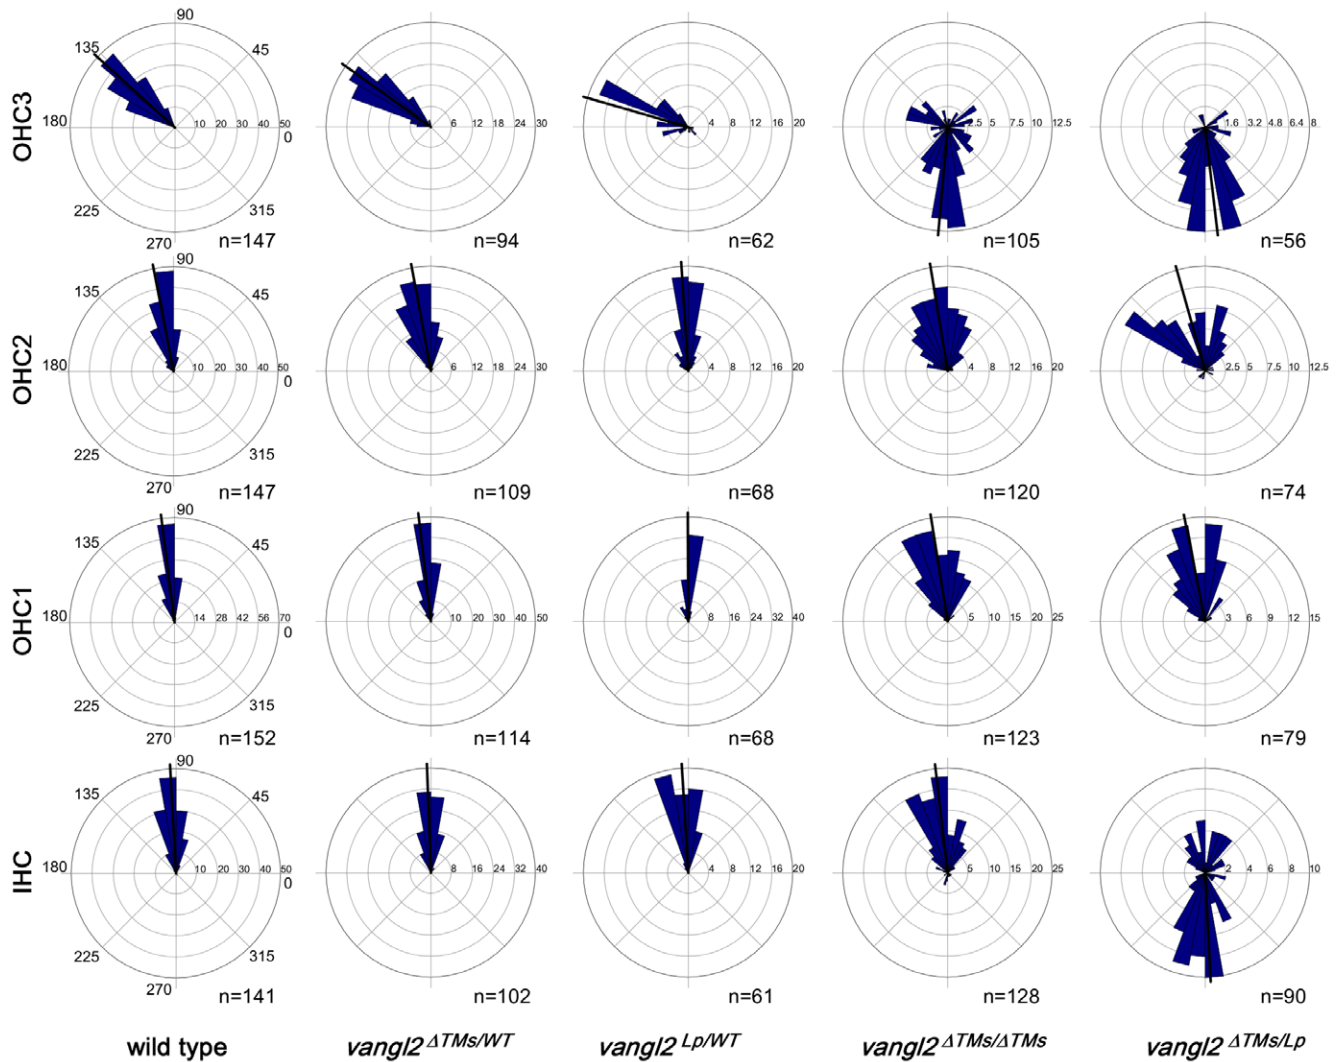 OHC3
90
135
45
180
10 20 30 40 50
0
225
315
270
n=147
6 12 18 24 30
n=94
4 8 12 16 20
n=62
2.5 5 7.5 10 12.5
n=105
1.6 3.2 4.8 6.4 8
n=56
OHC2
90
135
45
180
10 20 30 40 50
0
225
315
270
n=147
6 12 18 24 30
n=109
4 8 12 16 20
n=68
4 8 12 16 20
n=120
2.5 5 7.5 10 12.5
n=74
OHC1
90
135
45
180
14 28 42 56 70
0
225
315
270
n=152
10 20 30 40 50
n=114
8 16 24 32 40
n=68
5 10 15 20 25
n=123
3 6 9 12 15
n=79
IHC
90
135
45
180
10 20 30 40 50
0
225
315
270
n=141
8 16 24 32 40
n=102
4 8 12 16 20
n=61
5 10 15 20 25
n=128
2 4 6 8 10
n=90
wild type
vangl2 ΔTMs/WT
vangl2 Lp/WT
vangl2 ΔTMs/ΔTMs
vangl2 ΔTMs/Lp